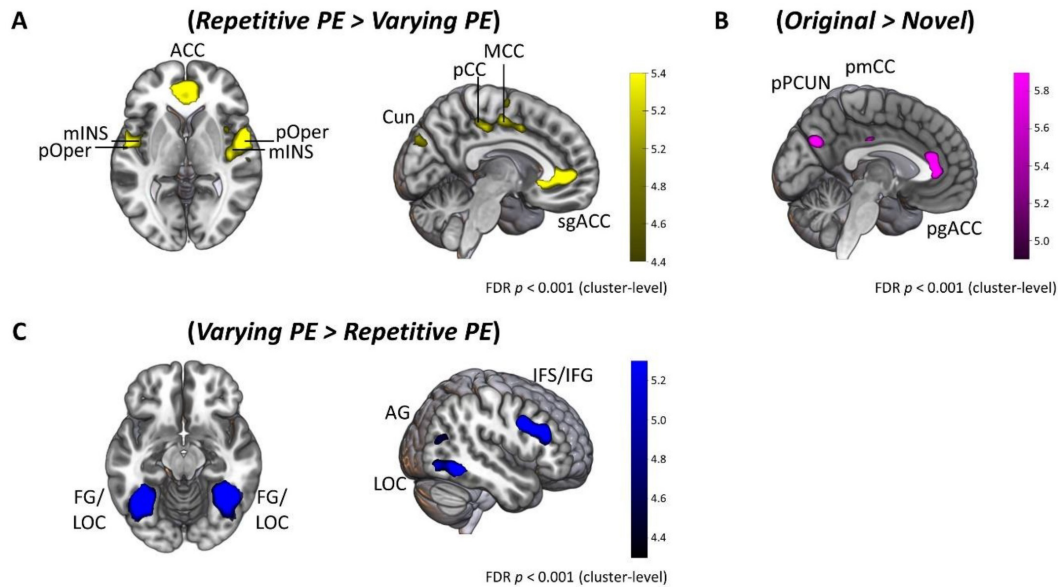 A
(Repetitive PE > Varying PE)
ACC
mINS
pOper
pOper
mINS
MCC
pCC
Cun
sgACC
5.4
5.2
5.0
4.8
4.6
4.4
FDR p < 0.001 (cluster-level)
B
(Original > Novel)
pmCC
pPCUN
pgACC
5.8
5.6
5.4
5.2
5.0
FDR p < 0.001 (cluster-level)
C
(Varying PE > Repetitive PE)
FG/
LOC
FG/
LOC
IFS/IFG
AG
LOC
5.2
5.0
4.8
4.6
4.4
FDR p < 0.001 (cluster-level)